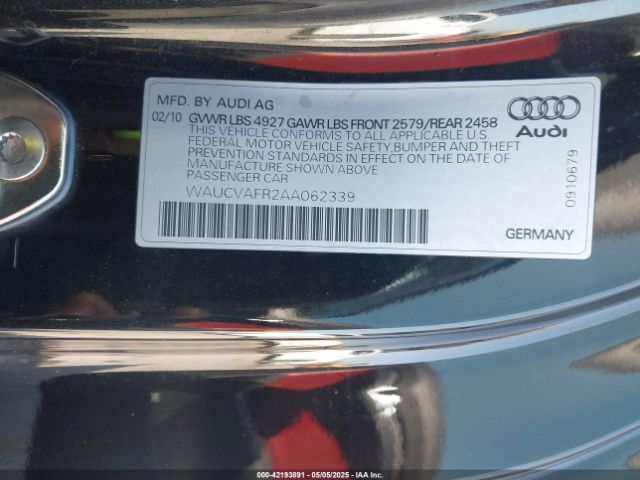 MFD. BY AUDI AG
02/10 GVWR LBS 4927 GAWR LBS FRONT 2579/REAR 2458
THIS VEHICLE CONFORMS TO ALL APPLICABLE U.S.
FEDERAL MOTOR VEHICLE SAFETY,BUMPER AND THEFT
PREVENTION STANDARDS IN EFFECT ON THE DATE OF
MANUFACTURE SHOWN ABOVE
PASSENGER CAR
WAUCVAFR2AA062339
Audi
0910679
GERMANY
000-42193891 - 05/05/2025 - IAA Inc.